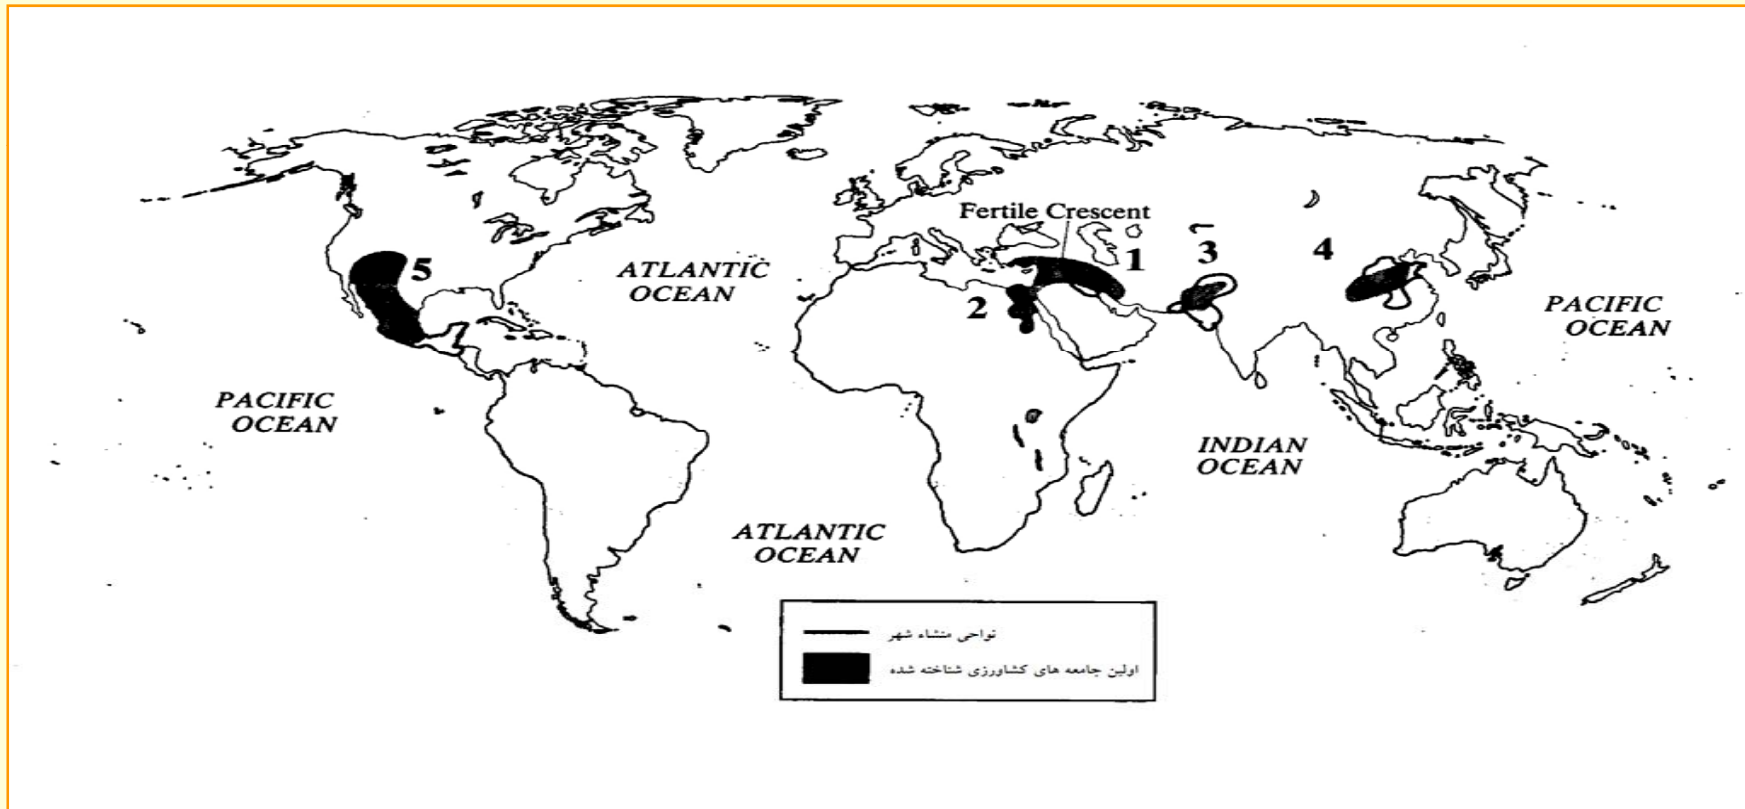 Fertile Crescent
1
3
4
5
2
ATLANTIC
OCEAN
PACIFIC
OCEAN
PACIFIC
OCEAN
INDIAN
OCEAN
ATLANTIC
OCEAN
نواحی منشاء شهر
اولین جامعه های کشاورزی شناخته شده